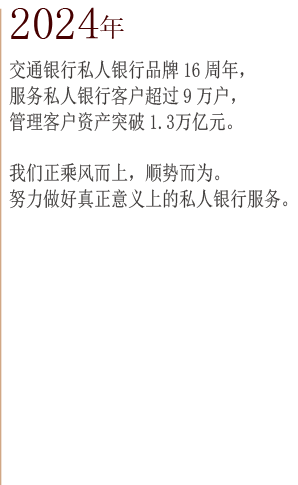 2024年
交通银行私人银行品牌 16 周年，
服务私人银行客户超过 9 万户，
管理客户资产突破 1.3万亿元。
我们正乘风而上，顺势而为。
努力做好真正意义上的私人银行服务。